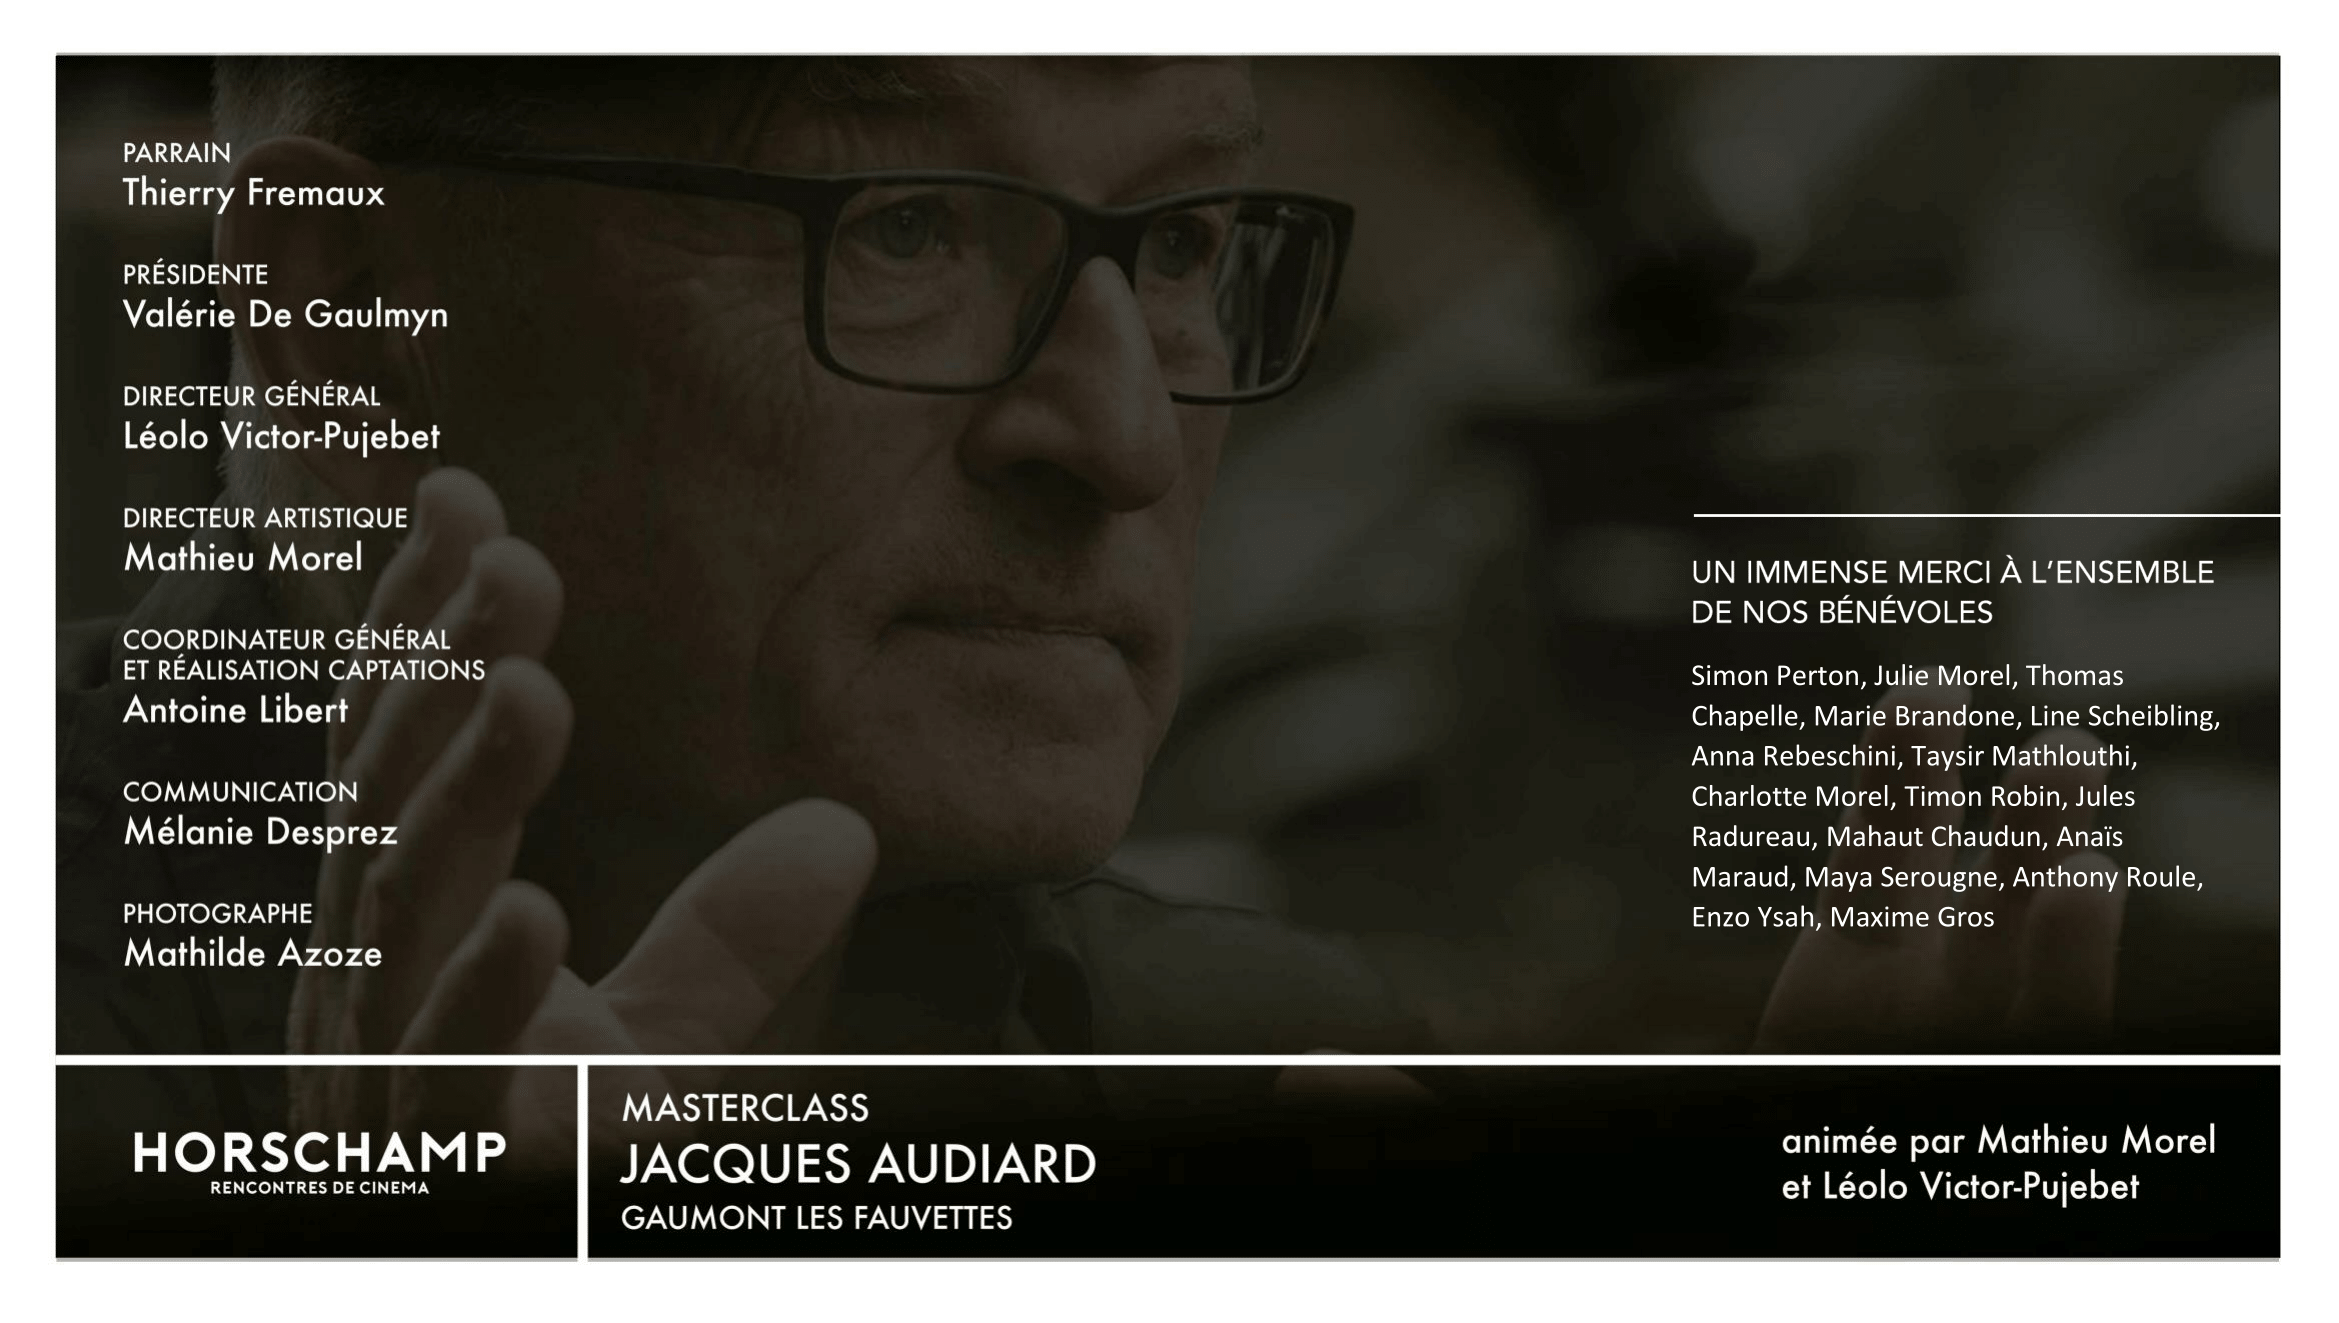 PARRAIN
Thierry Fremaux
PRÉSIDENTE
Valérie De Gaulmyn
DIRECTEUR GÉNÉRAL
Léolo Victor-Pujebet
DIRECTEUR ARTISTIQUE
Mathieu Morel
COORDINATEUR GÉNÉRAL
ET RÉALISATION CAPTATIONS
Antoine Libert
COMMUNICATION
Mélanie Desprez
PHOTOGRAPHE
Mathilde Azoze
UN IMMENSE MERCI À L’ENSEMBLE
DE NOS BÉNÉVOLES
Simon Perton, Julie Morel, Thomas
Chapelle, Marie Brandone, Line Scheibling,
Anna Rebeschini, Taysir Mathlouthi,
Charlotte Morel, Timon Robin, Jules
Radureau, Mahaut Chaudun, Anaïs
Maraud, Maya Serougne, Anthony Roule,
Enzo Ysah, Maxime Gros
HORSCHAMP
RENCONTRES DE CINEMA
MASTERCLASS
JACQUES AUDIARD
GAUMONT LES FAUVETTES
animée par Mathieu Morel
et Léolo Victor-Pujebet